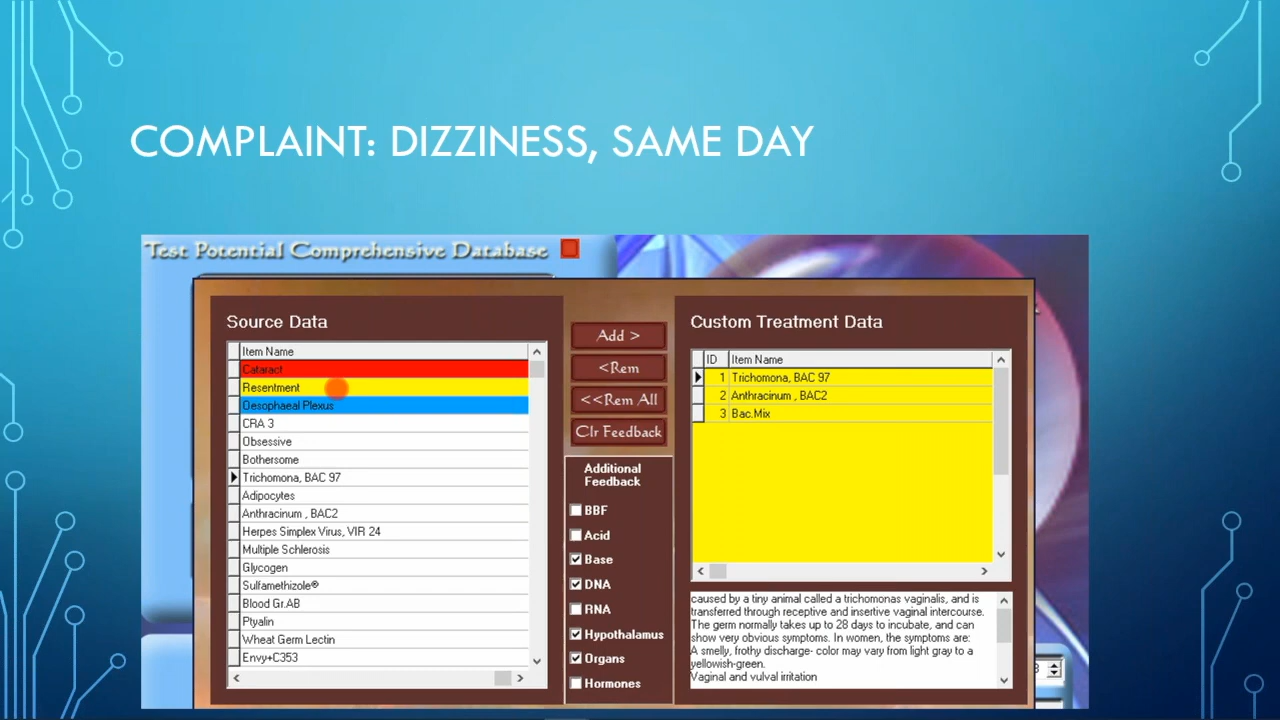 COMPLAINT: DIZZINESS, SAME DAY
Test Potential Comprehensive Database
Source Data
Item Name
Cataract
Resentment
Oesophaeal Plexus
CRA 3
Obsessive
Bothersome
Trichomona, BAC 97
Adipocytes
Anthracinum , BAC2
Herpes Simplex Virus, VIR 24
Multiple Schlerosis
Glycogen
Sulfamethizole®
Blood Gr.AB
Ptyalin
Wheat Germ Lectin
Envy+C353
Add >
<Rem
<<Rem All
Clr Feedback
Additional
Feedback
BBF
Acid
Base
DNA
RNA
Hypothalamus
Organs
Hormones
Custom Treatment Data
ID Item Name
1 Trichomona, BAC 97
2 Anthracinum , BAC2
3 Bac.Mix
caused by a tiny animal called a trichomonas vaginalis, and is
transferred through receptive and insertive vaginal intercourse.
The germ normally takes up to 28 days to incubate, and can
show very obvious symptoms. In women, the symptoms are:
A smelly, frothy discharge- color may vary from light gray to a
yellowish-green.
Vaginal and vulval irritation